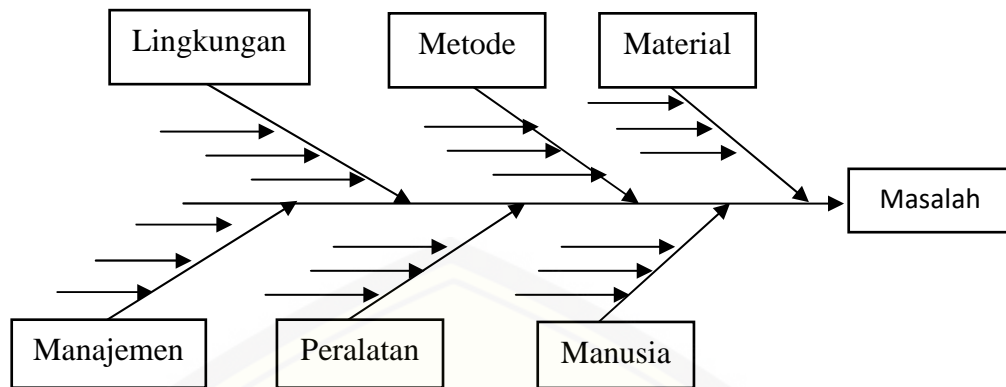 Lingkungan
Metode
Material
Masalah
Manajemen
Peralatan
Manusia